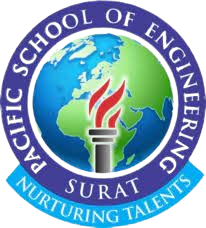 PACIFIC SCHOOL OF ENGINEERING
SURAT
NURTURING TALENTS